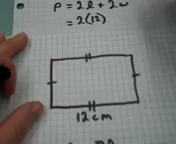 P = 2l + 2w
= 2(12)
12 cm